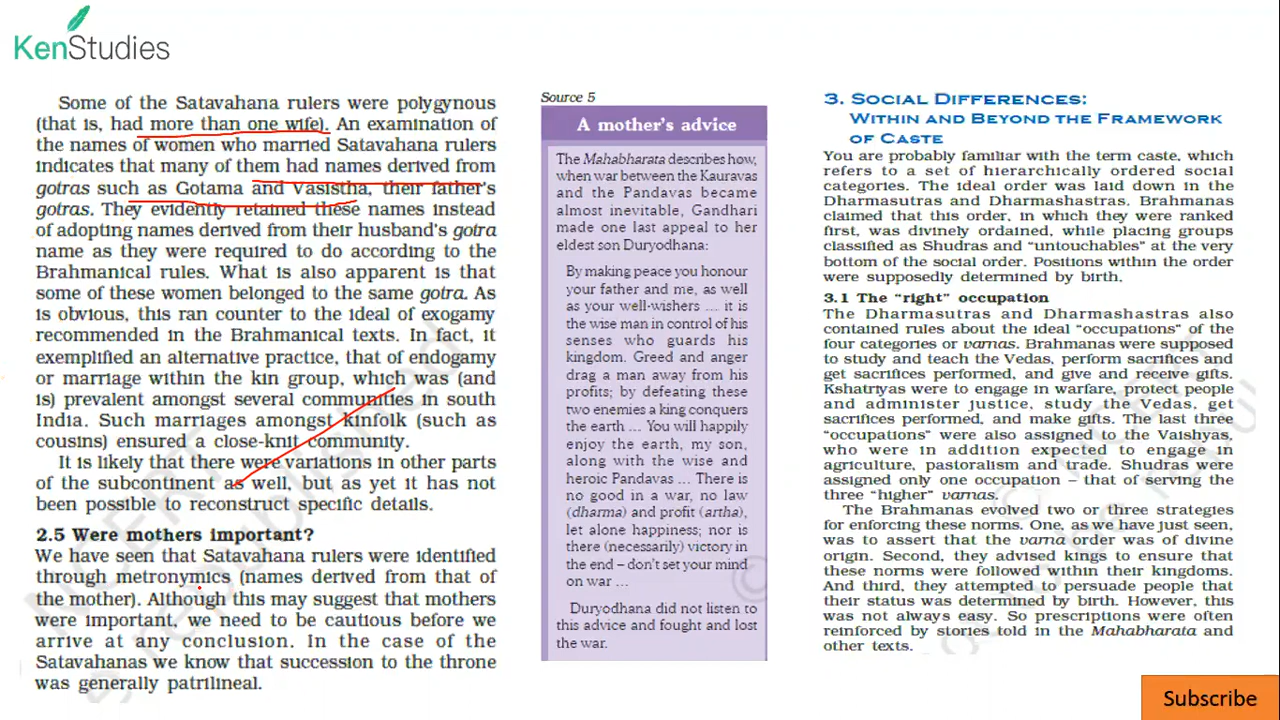 KenStudies
Some of the Satavahana rulers were polygynous
(that is, had more than one wife). An examination of
the names of women who married Satavahana rulers
indicates that many of them had names derived from
gotras such as Gotama and Vasistha, their father's
gotras. They evidently retained these names instead
of adopting names derived from their husband's gotra
name as they were required to do according to the
Brahmanical rules. What is also apparent is that
some of these women belonged to the same gotra. As
is obvious, this ran counter to the ideal of exogamy
recommended in the Brahmanical texts. In fact, it
exemplified an alternative practice, that of endogamy
or marriage within the kin group, which was (and
is) prevalent amongst several communities in south
India. Such marriages amongst kinfolk (such as
cousins) ensured a close-knit community.
It is likely that there were variations in other parts
of the subcontinent as well, but as yet it has not
been possible to reconstruct specific details.
2.5 Were mothers important?
We have seen that Satavahana rulers were identified
through metronymics (names derived from that of
the mother). Although this may suggest that mothers
were important, we need to be cautious before we
arrive at any conclusion. In the case of the
Satavahanas we know that succession to the throne
was generally patrilineal.
Source 5
A mother's advice
The Mahabharata describes how,
when war between the Kauravas
and the Pandavas became
almost inevitable, Gandhari
made one last appeal to her
eldest son Duryodhana:
By making peace you honour
your father and me, as well
as your well-wishers ... it is
the wise man in control of his
senses who guards his
kingdom. Greed and anger
drag a man away from his
profits; by defeating these
two enemies a king conquers
the earth ... You will happily
enjoy the earth, my son,
along with the wise and
heroic Pandavas ... There is
no good in a war, no law
(dharma) and profit (artha),
let alone happiness; nor is
there (necessarily) victory in
the end – don't set your mind
on war ...
Duryodhana did not listen to
this advice and fought and lost
the war.
3. SOCIAL DIFFERENCES:
WITHIN AND BEYOND THE FRAMEWORK
OF CASTE
You are probably familiar with the term caste, which
refers to a set of hierarchically ordered social
categories. The ideal order was laid down in the
Dharmasutras and Dharmashastras. Brahmanas
claimed that this order, in which they were ranked
first, was divinely ordained, while placing groups
classified as Shudras and "untouchables" at the very
bottom of the social order. Positions within the order
were supposedly determined by birth.
3.1 The "right" occupation
The Dharmasutras and Dharmashastras also
contained rules about the ideal "occupations" of the
four categories or varnas. Brahmanas were supposed
to study and teach the Vedas, perform sacrifices and
get sacrifices performed, and give and receive gifts.
Kshatriyas were to engage in warfare, protect people
and administer justice, study the Vedas, get
sacrifices performed, and make gifts. The last three
"occupations" were also assigned to the Vaishyas,
who were in addition expected to engage in
agriculture, pastoralism and trade. Shudras were
assigned only one occupation – that of serving the
three "higher" varnas.
The Brahmanas evolved two or three strategies
for enforcing these norms. One, as we have just seen,
was to assert that the varna order was of divine
origin. Second, they advised kings to ensure that
these norms were followed within their kingdoms.
And third, they attempted to persuade people that
their status was determined by birth. However, this
was not always easy. So prescriptions were often
reinforced by stories told in the Mahabharata and
other texts.
Subscribe